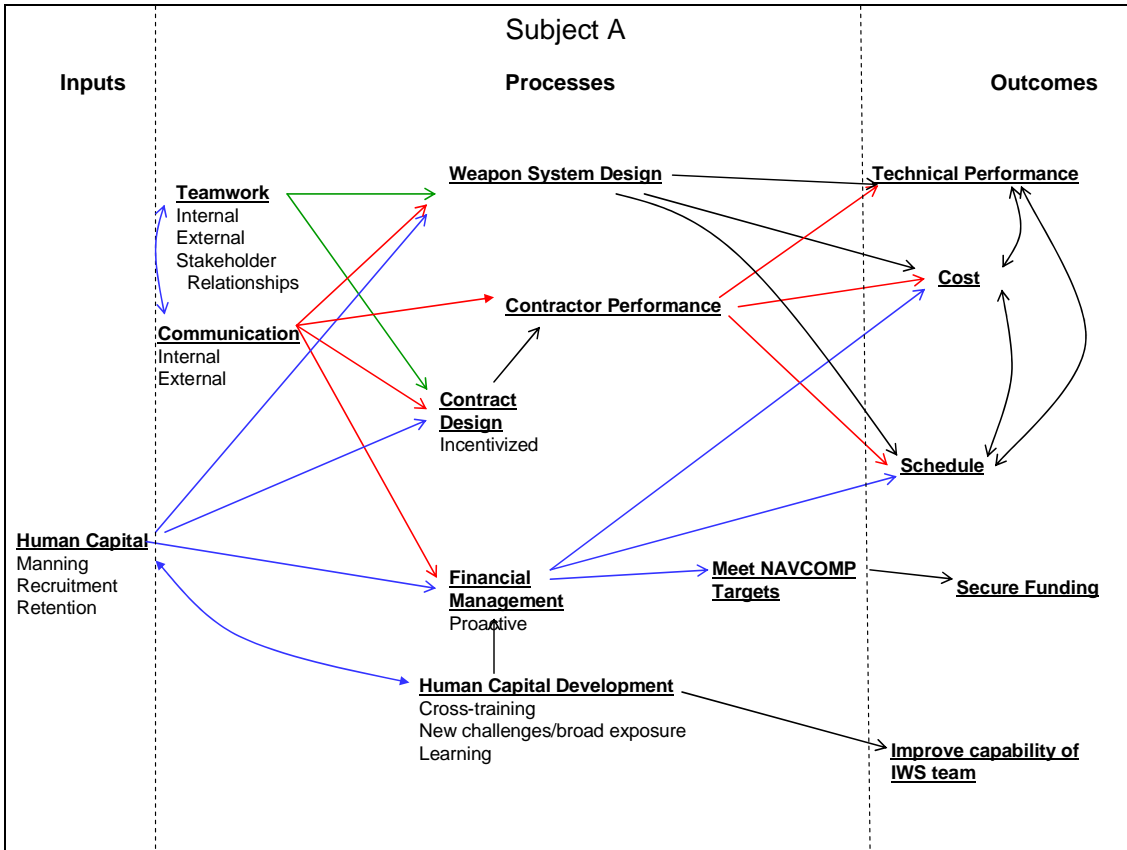 Subject A
Inputs
Processes
Outcomes
Teamwork
Internal
External
Stakeholder
Relationships
Communication
Internal
External
Human Capital
Manning
Recruitment
Retention
Weapon System Design
Contractor Performance
Contract
Design
Incentivized
Financial
Management
Proactive
Human Capital Development
Cross-training
New challenges/broad exposure
Learning
Meet NAVCOMP
Targets
Technical Performance
Cost
Schedule
Secure Funding
Improve capability of
IWS team